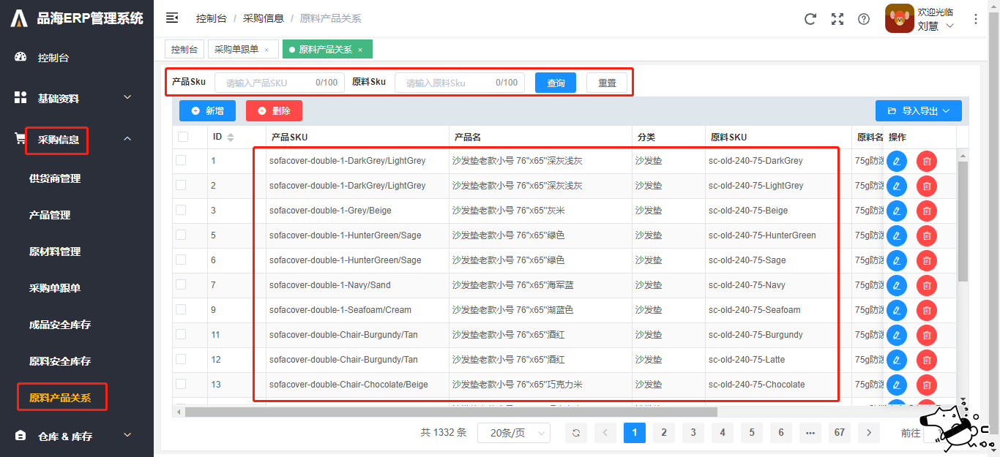 品海ERP管理系统
控制台 / 采购信息 / 原料产品关系
欢迎光临
刘慧
控制台
采购单跟单 ×
原料产品关系 ×
控制台
基础资料
采购信息
供货商管理
产品管理
原材料管理
采购单跟单
成品安全库存
原料安全库存
原料产品关系
仓库 & 库存
产品Sku 请输入产品SKU 0/100 原料Sku 请输入原料Sku 0/100 查询 重置
新增 删除 导入导出
ID 产品SKU 产品名 分类 原料SKU 原料名 操作
1 sofacover-double-1-DarkGrey/LightGrey 沙发垫老款小号 76"x65"深灰浅灰 沙发垫 sc-old-240-75-DarkGrey 75g防泼
2 sofacover-double-1-DarkGrey/LightGrey 沙发垫老款小号 76"x65"深灰浅灰 沙发垫 sc-old-240-75-LightGrey 75g防泼
3 sofacover-double-1-Grey/Beige 沙发垫老款小号 76"x65"灰米 沙发垫 sc-old-240-75-Beige 75g防泼
5 sofacover-double-1-HunterGreen/Sage 沙发垫老款小号 76"x65"绿色 沙发垫 sc-old-240-75-HunterGreen 75g防泼
6 sofacover-double-1-HunterGreen/Sage 沙发垫老款小号 76"x65"绿色 沙发垫 sc-old-240-75-Sage 75g防泼
7 sofacover-double-1-Navy/Sand 沙发垫老款小号 76"x65"海军蓝 沙发垫 sc-old-240-75-Navy 75g防泼
9 sofacover-double-1-Seafoam/Cream 沙发垫老款小号 76"x65"湖蓝色 沙发垫 sc-old-240-75-Seafoam 75g防泼
11 sofacover-double-Chair-Burgundy/Tan 沙发垫老款小号 76"x65"酒红 沙发垫 sc-old-240-75-Burgundy 75g防泼
12 sofacover-double-Chair-Burgundy/Tan 沙发垫老款小号 76"x65"酒红 沙发垫 sc-old-240-75-Latte 75g防泼
13 sofacover-double-Chair-Chocolate/Beige 沙发垫老款小号 76"x65"巧克力米 沙发垫 sc-old-240-75-Chocolate 75g防泼
共 1332 条 20条/页 1 2 3 4 5 6 ••• 67 前往